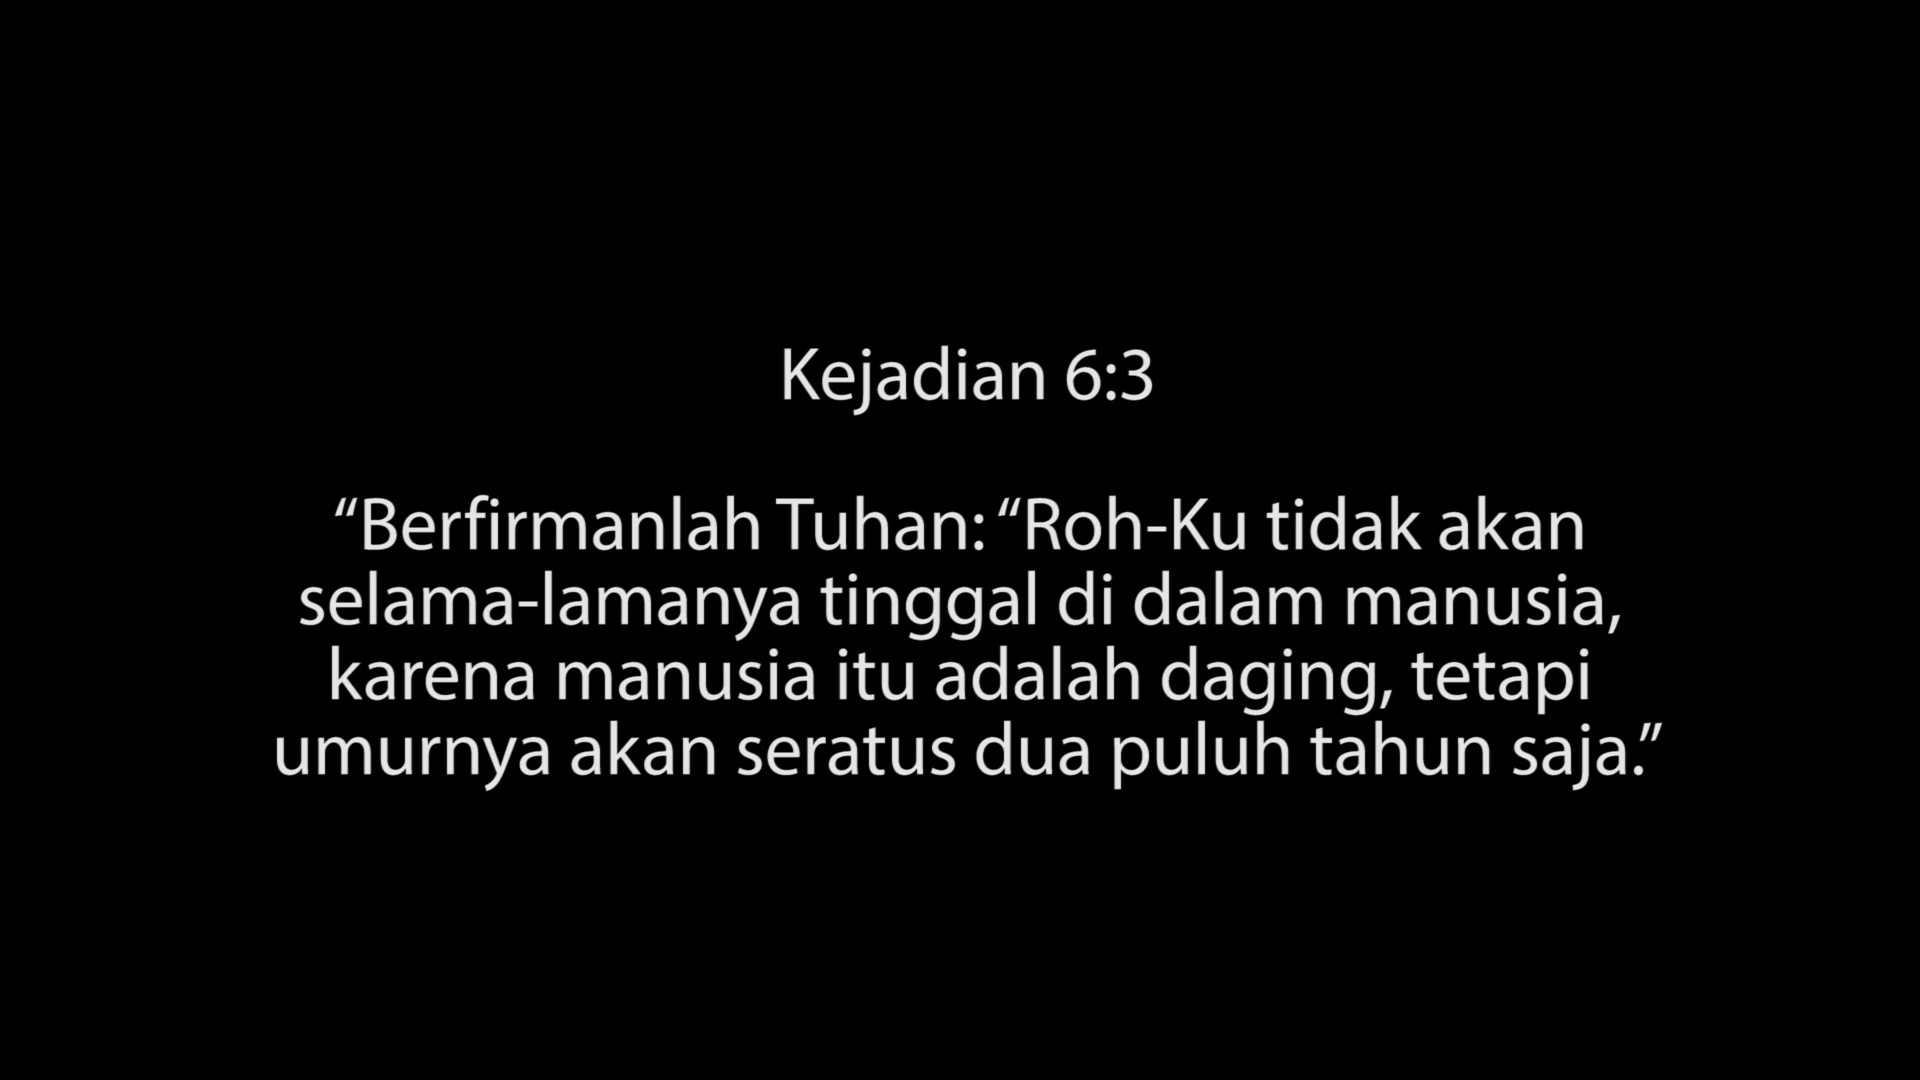 Kejadian 6:3
“Berfirmanlah Tuhan: “Roh-Ku tidak akan
selama-lamanya tinggal di dalam manusia,
karena manusia itu adalah daging, tetapi
umurnya akan seratus dua puluh tahun saja.”